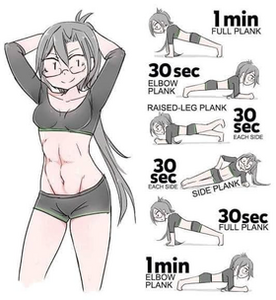 1 min
FULL PLANK
30 sec
ELBOW
PLANK
RAISED-LEG PLANK
30
sec
EACH SIDE
30
sec
EACH SIDE
SIDE PLANK
30 sec
FULL PLANK
1 min
ELBOW
PLANK